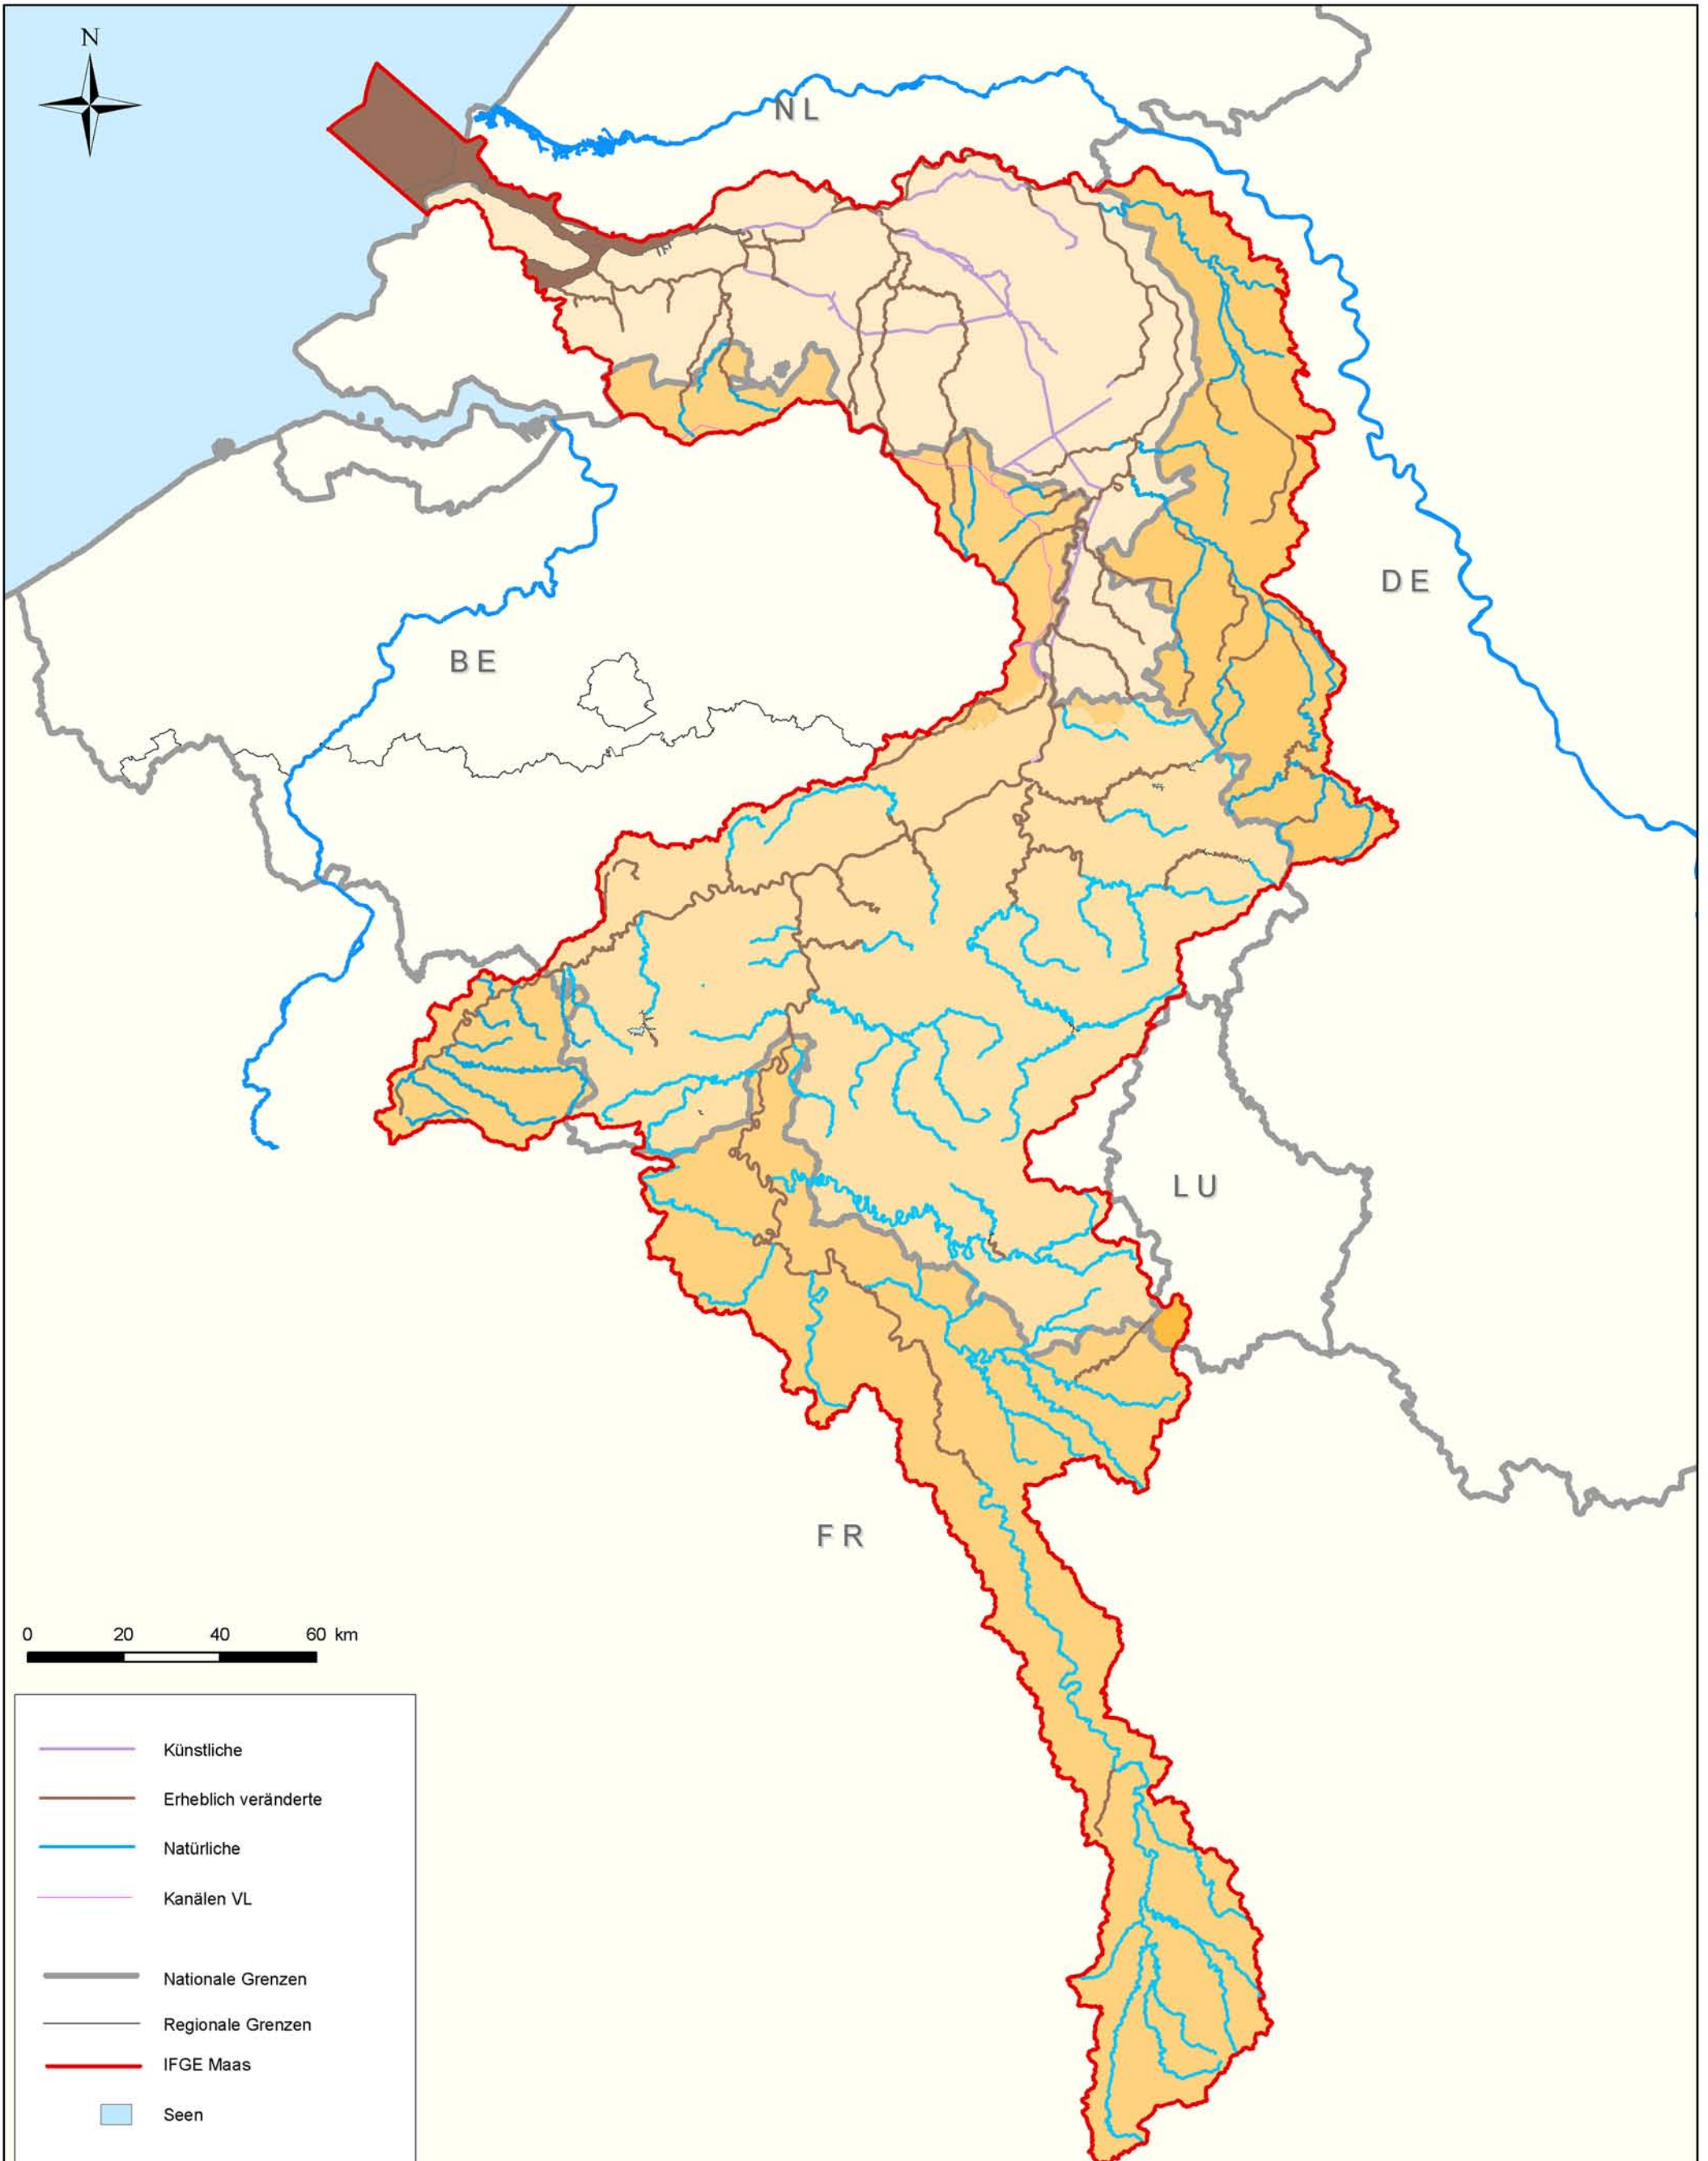 N
NL
DE
BE
LU
FR
0 20 40 60 km
Künstliche
Erheblich veränderte
Natürliche
Kanälen VL
Nationale Grenzen
Regionale Grenzen
IFGE Maas
Seen